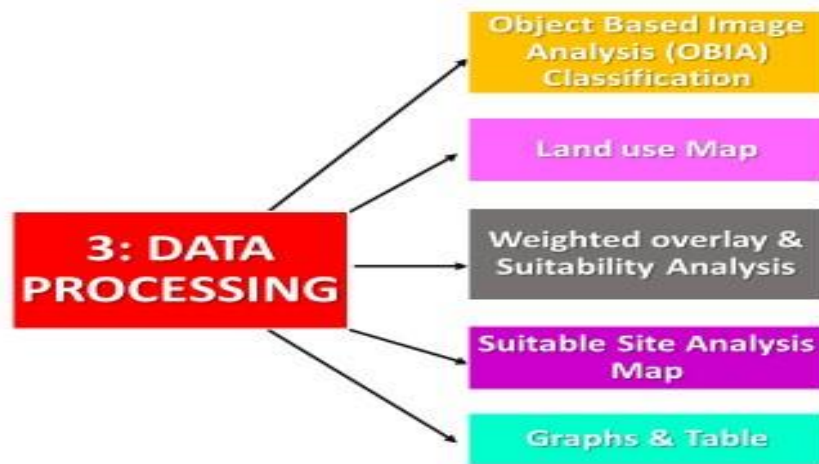 Object Based Image
Analysis (OBIA)
Classification
Land use Map
3: DATA
PROCESSING
Weighted overlay &
Suitability Analysis
Suitable Site Analysis
Map
Graphs & Table